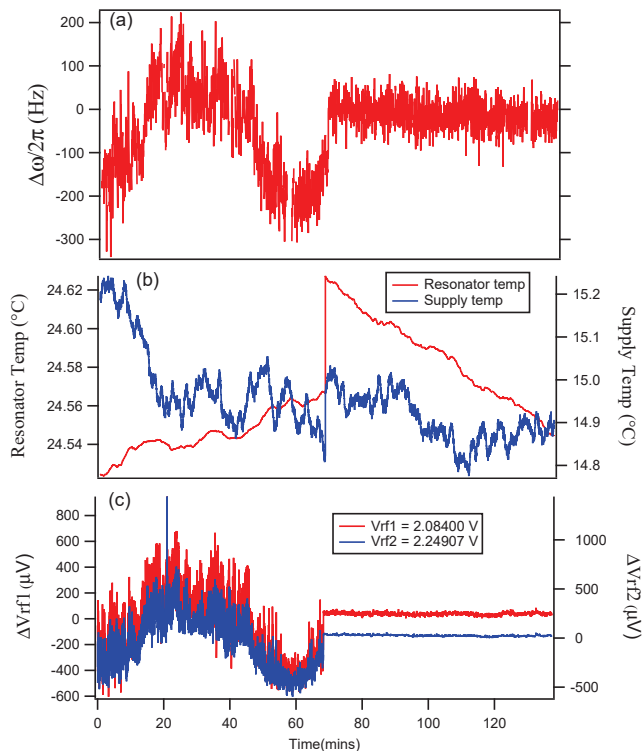 (a)
200
100
0
-100
-200
-300
Δω/2π (Hz)
(b)
Resonator temp
Supply temp
24.62
24.60
24.58
24.56
24.54
Resonator Temp (°C)
15.2
15.1
15.0
14.9
14.8
Supply Temp (°C)
(c)
Vrf1 = 2.08400 V
Vrf2 = 2.24907 V
800
600
400
200
0
-200
-400
-600
ΔVrf1 (µV)
1000
500
0
-500
ΔVrf2 (µV)
0 20 40 60 80 100 120
Time(mins)